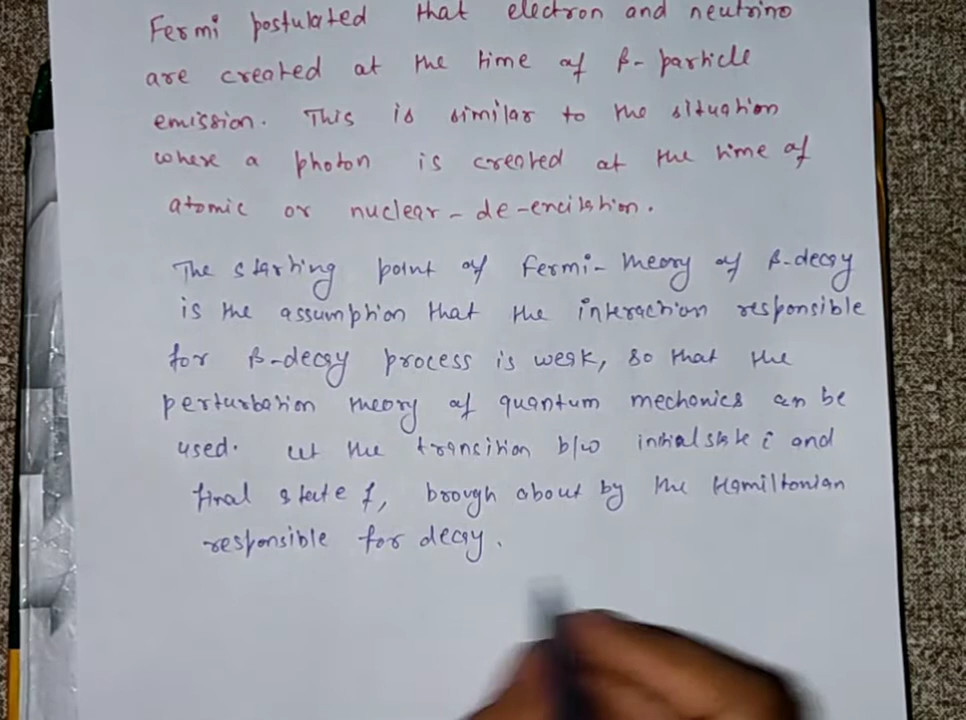 Fermi postulated that electron and neutrino
are created at the time of β-particle
emission. This is similar to the situation
where a photon is created at the time of
atomic or nuclear-de-encitation.
The starting point of Fermi-theory of β-decay
is the assumption that the interaction responsible
for β-decay process is weak, so that the
perturbation theory of quantum mechanics can be
used. let the transition b/w initial state i and
final state f, brough about by the Hamiltonian
responsible for decay.